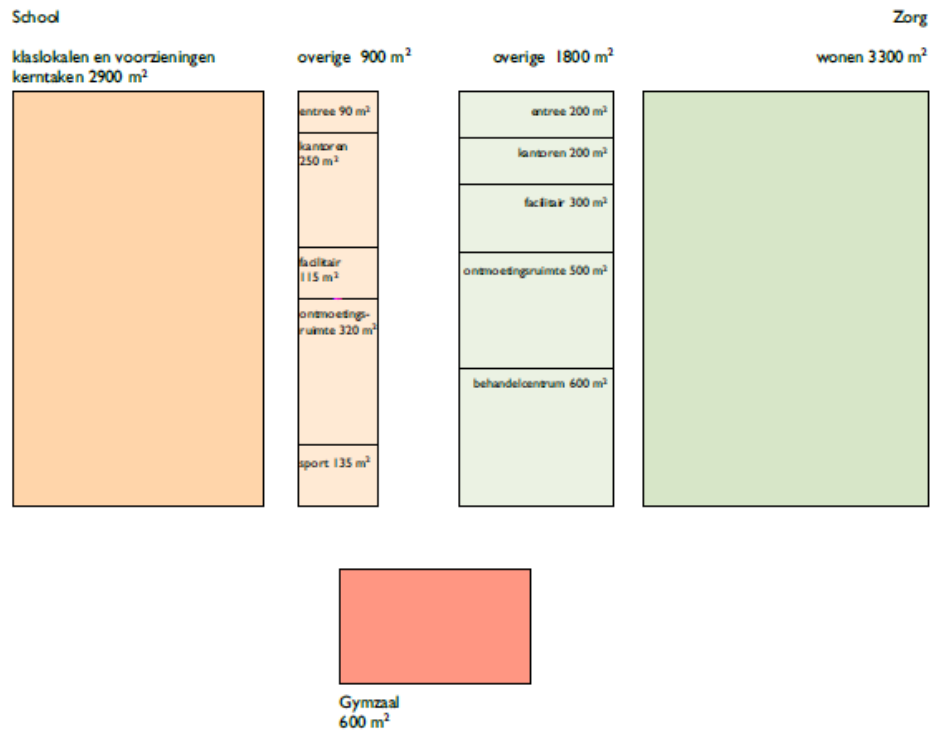 School
Zorg
klaslokalen en voorzieningen
kerntaken 2900 m²
overige 900 m²
overige 1800 m²
wonen 3300 m²
entree 90 m²
kantoren
250 m²
facilitair
115 m²
ontmoetings-
ruimte 320 m²
sport 135 m²
entree 200 m²
kantoren 200 m²
facilitair 300 m²
ontmoetingsruimte 500 m²
behandelcentrum 600 m²
Gymzaal
600 m²